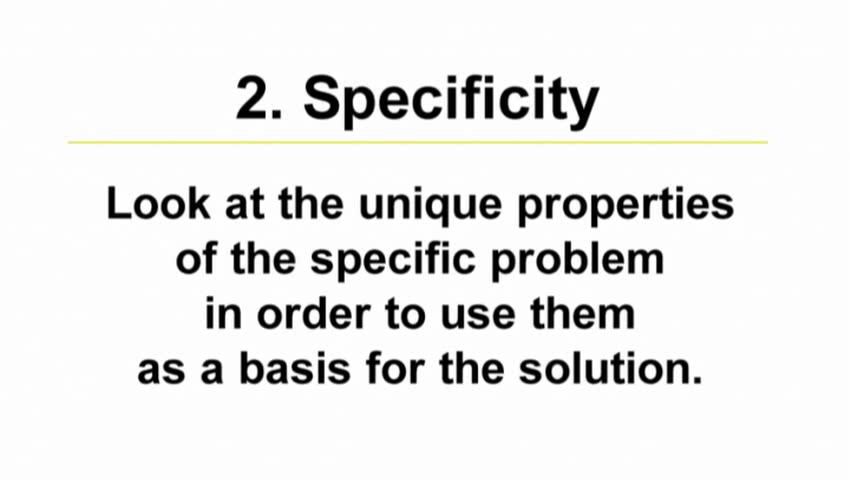 2. Specificity
Look at the unique properties
of the specific problem
in order to use them
as a basis for the solution.